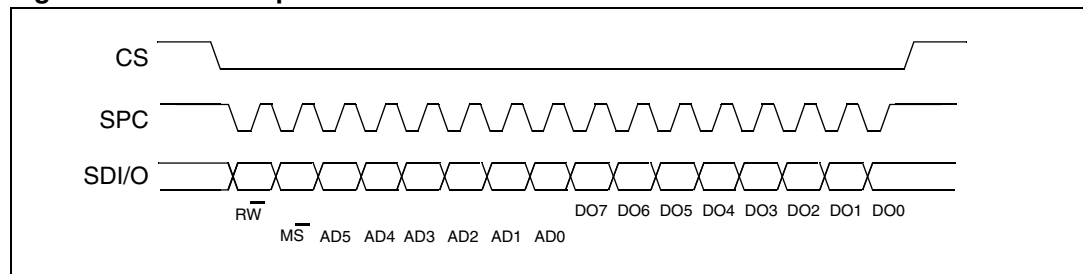 CS
SPC
SDI/O
RW̅ DO7 DO6 DO5 DO4 DO3 DO2 DO1 DO0
MS̅ AD5 AD4 AD3 AD2 AD1 AD0